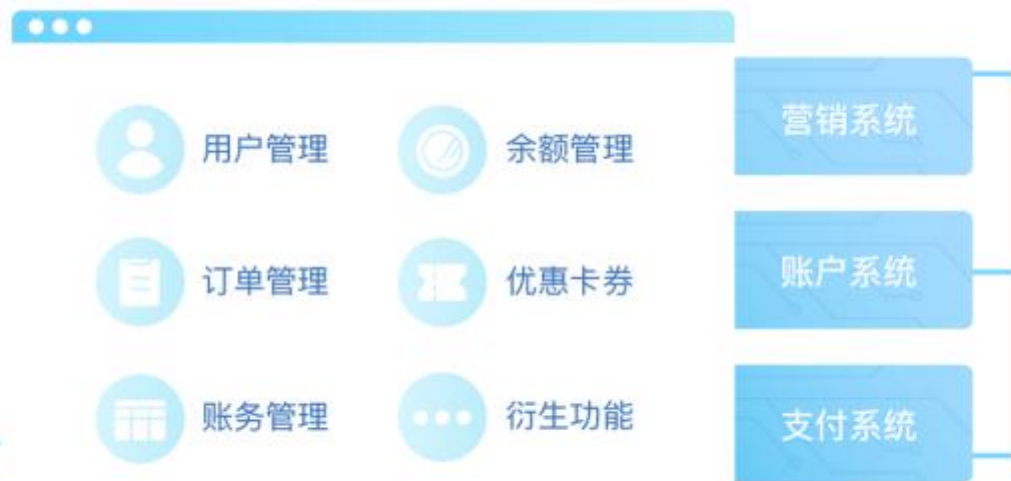 用户管理 余额管理
订单管理 优惠卡券
账务管理 衍生功能
营销系统
账户系统
支付系统